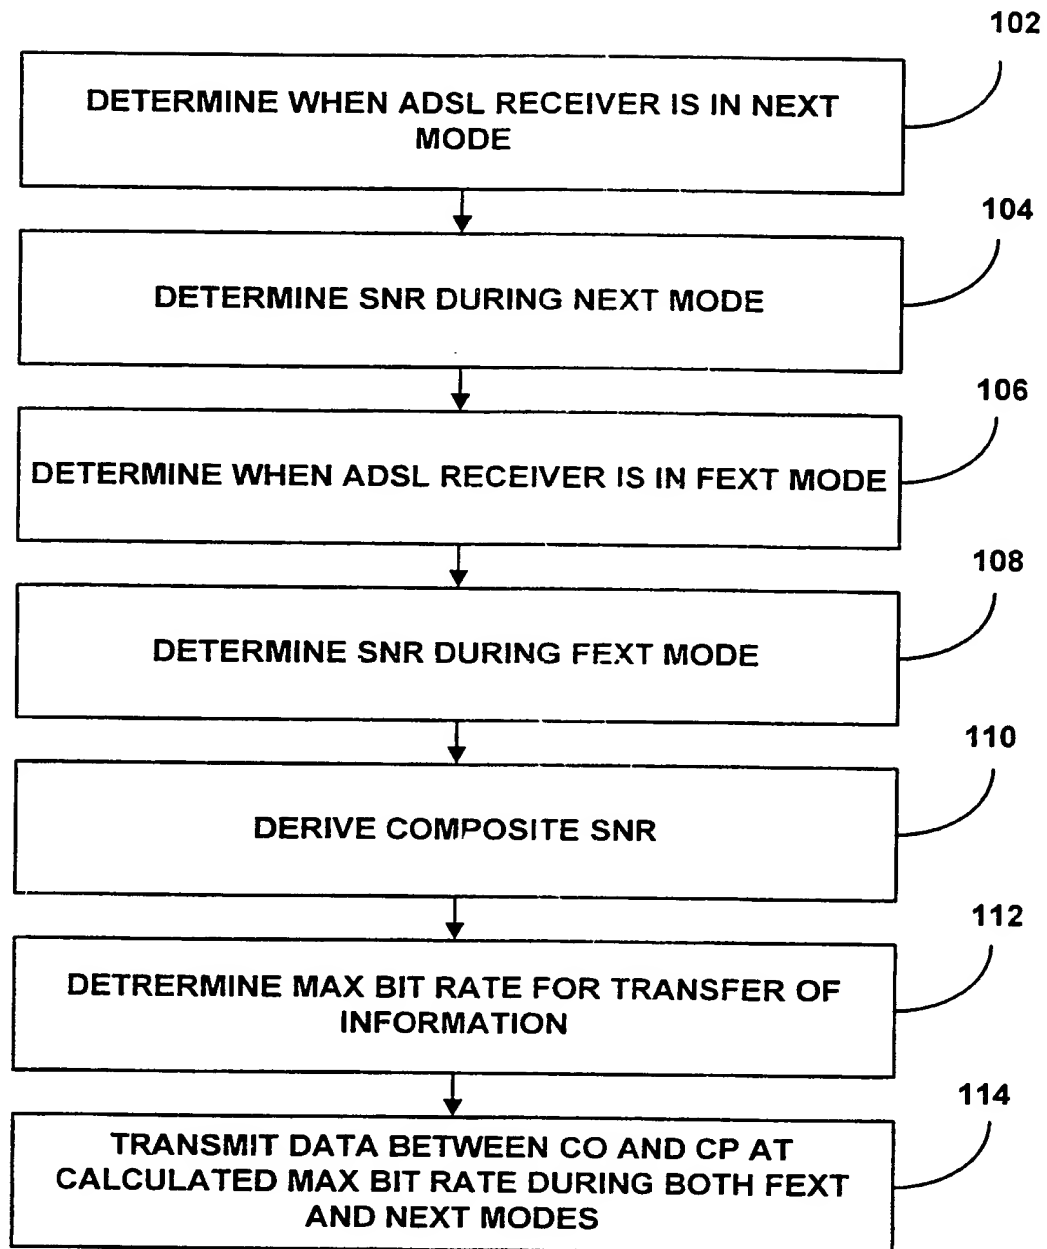 102
DETERMINE WHEN ADSL RECEIVER IS IN NEXT
MODE
104
DETERMINE SNR DURING NEXT MODE
106
DETERMINE WHEN ADSL RECEIVER IS IN FEXT MODE
108
DETERMINE SNR DURING FEXT MODE
110
DERIVE COMPOSITE SNR
112
DETRERMINE MAX BIT RATE FOR TRANSFER OF
INFORMATION
114
TRANSMIT DATA BETWEEN CO AND CP AT
CALCULATED MAX BIT RATE DURING BOTH FEXT
AND NEXT MODES